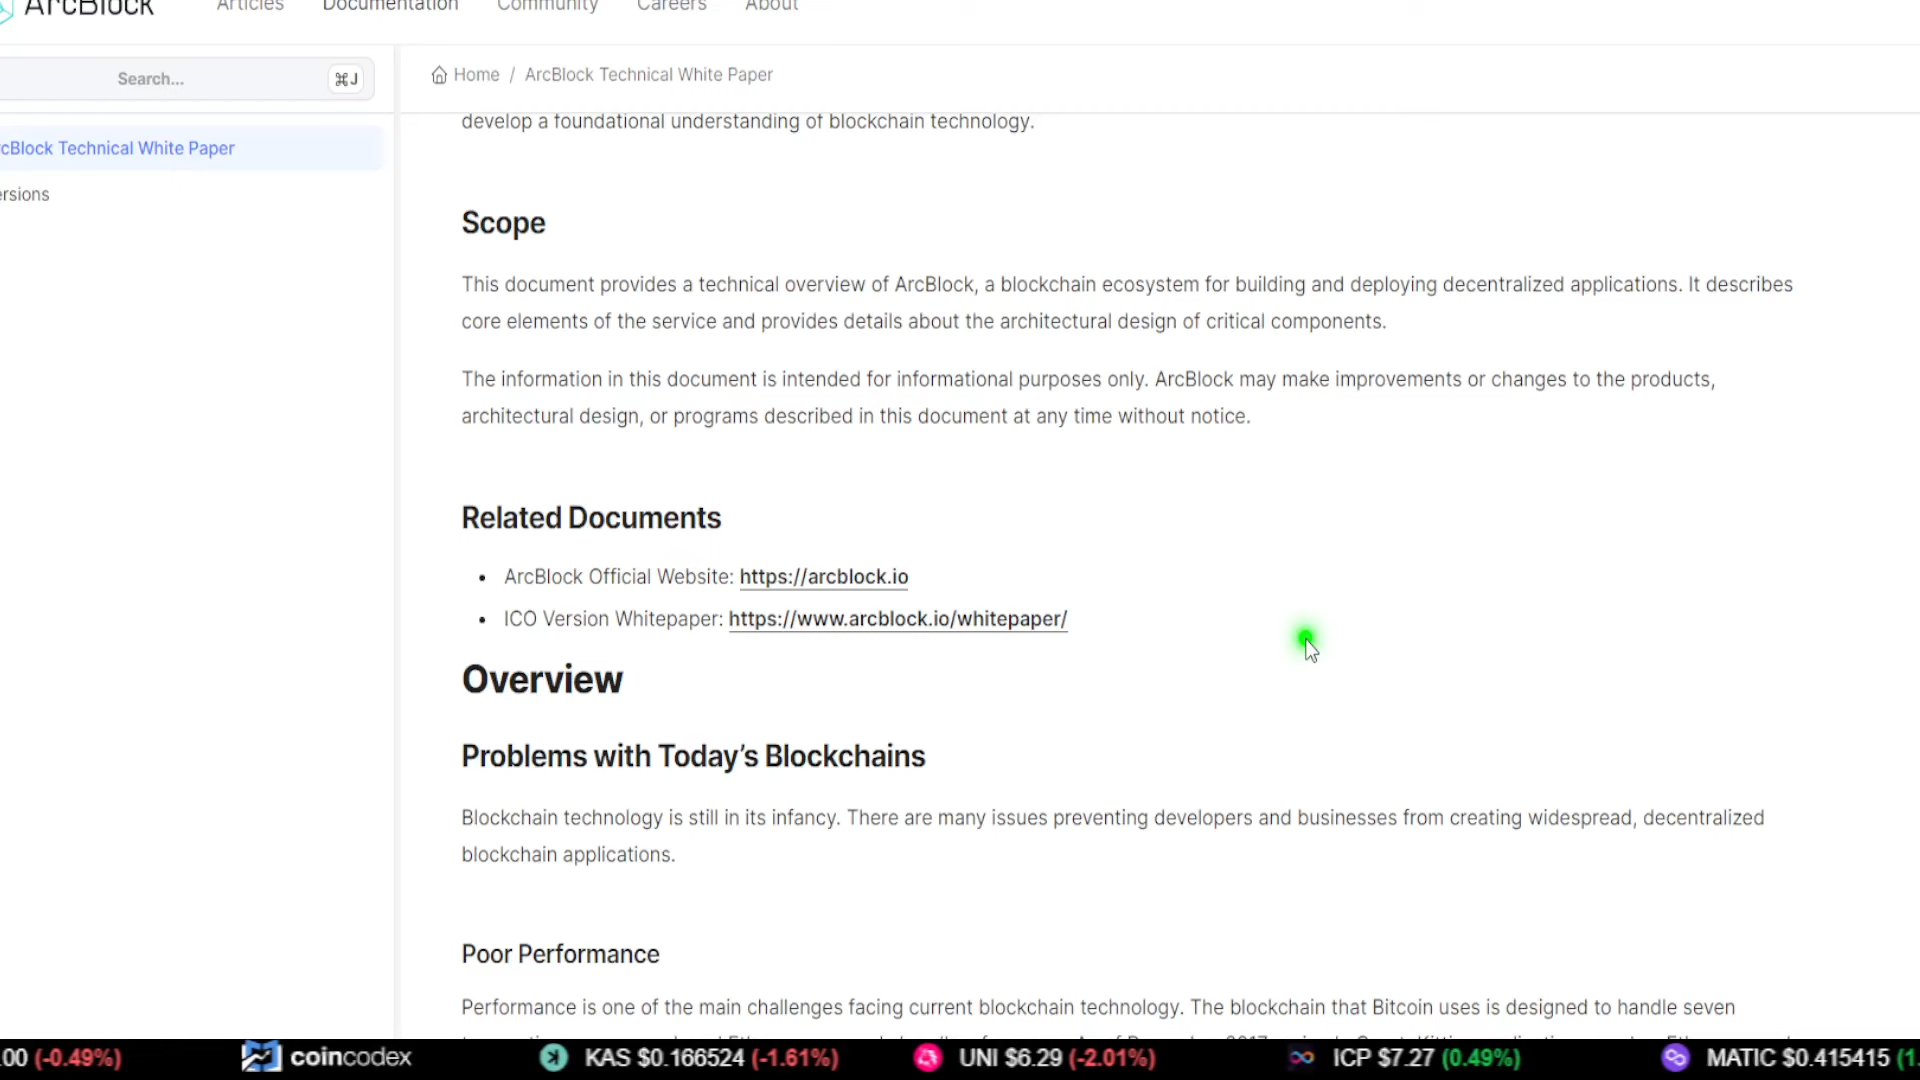 ArcBlock Articles Documentation Community Careers About
Search... ⌘J
Home / ArcBlock Technical White Paper
cBlock Technical White Paper
ersions
develop a foundational understanding of blockchain technology.
Scope
This document provides a technical overview of ArcBlock, a blockchain ecosystem for building and deploying decentralized applications. It describes
core elements of the service and provides details about the architectural design of critical components.
The information in this document is intended for informational purposes only. ArcBlock may make improvements or changes to the products,
architectural design, or programs described in this document at any time without notice.
Related Documents
• ArcBlock Official Website: https://arcblock.io
• ICO Version Whitepaper: https://www.arcblock.io/whitepaper/
Overview
Problems with Today's Blockchains
Blockchain technology is still in its infancy. There are many issues preventing developers and businesses from creating widespread, decentralized
blockchain applications.
Poor Performance
Performance is one of the main challenges facing current blockchain technology. The blockchain that Bitcoin uses is designed to handle seven
.00 (-0.49%) coincodex KAS $0.166524 (-1.61%) UNI $6.29 (-2.01%) ICP $7.27 (0.49%) MATIC $0.415415 (1.